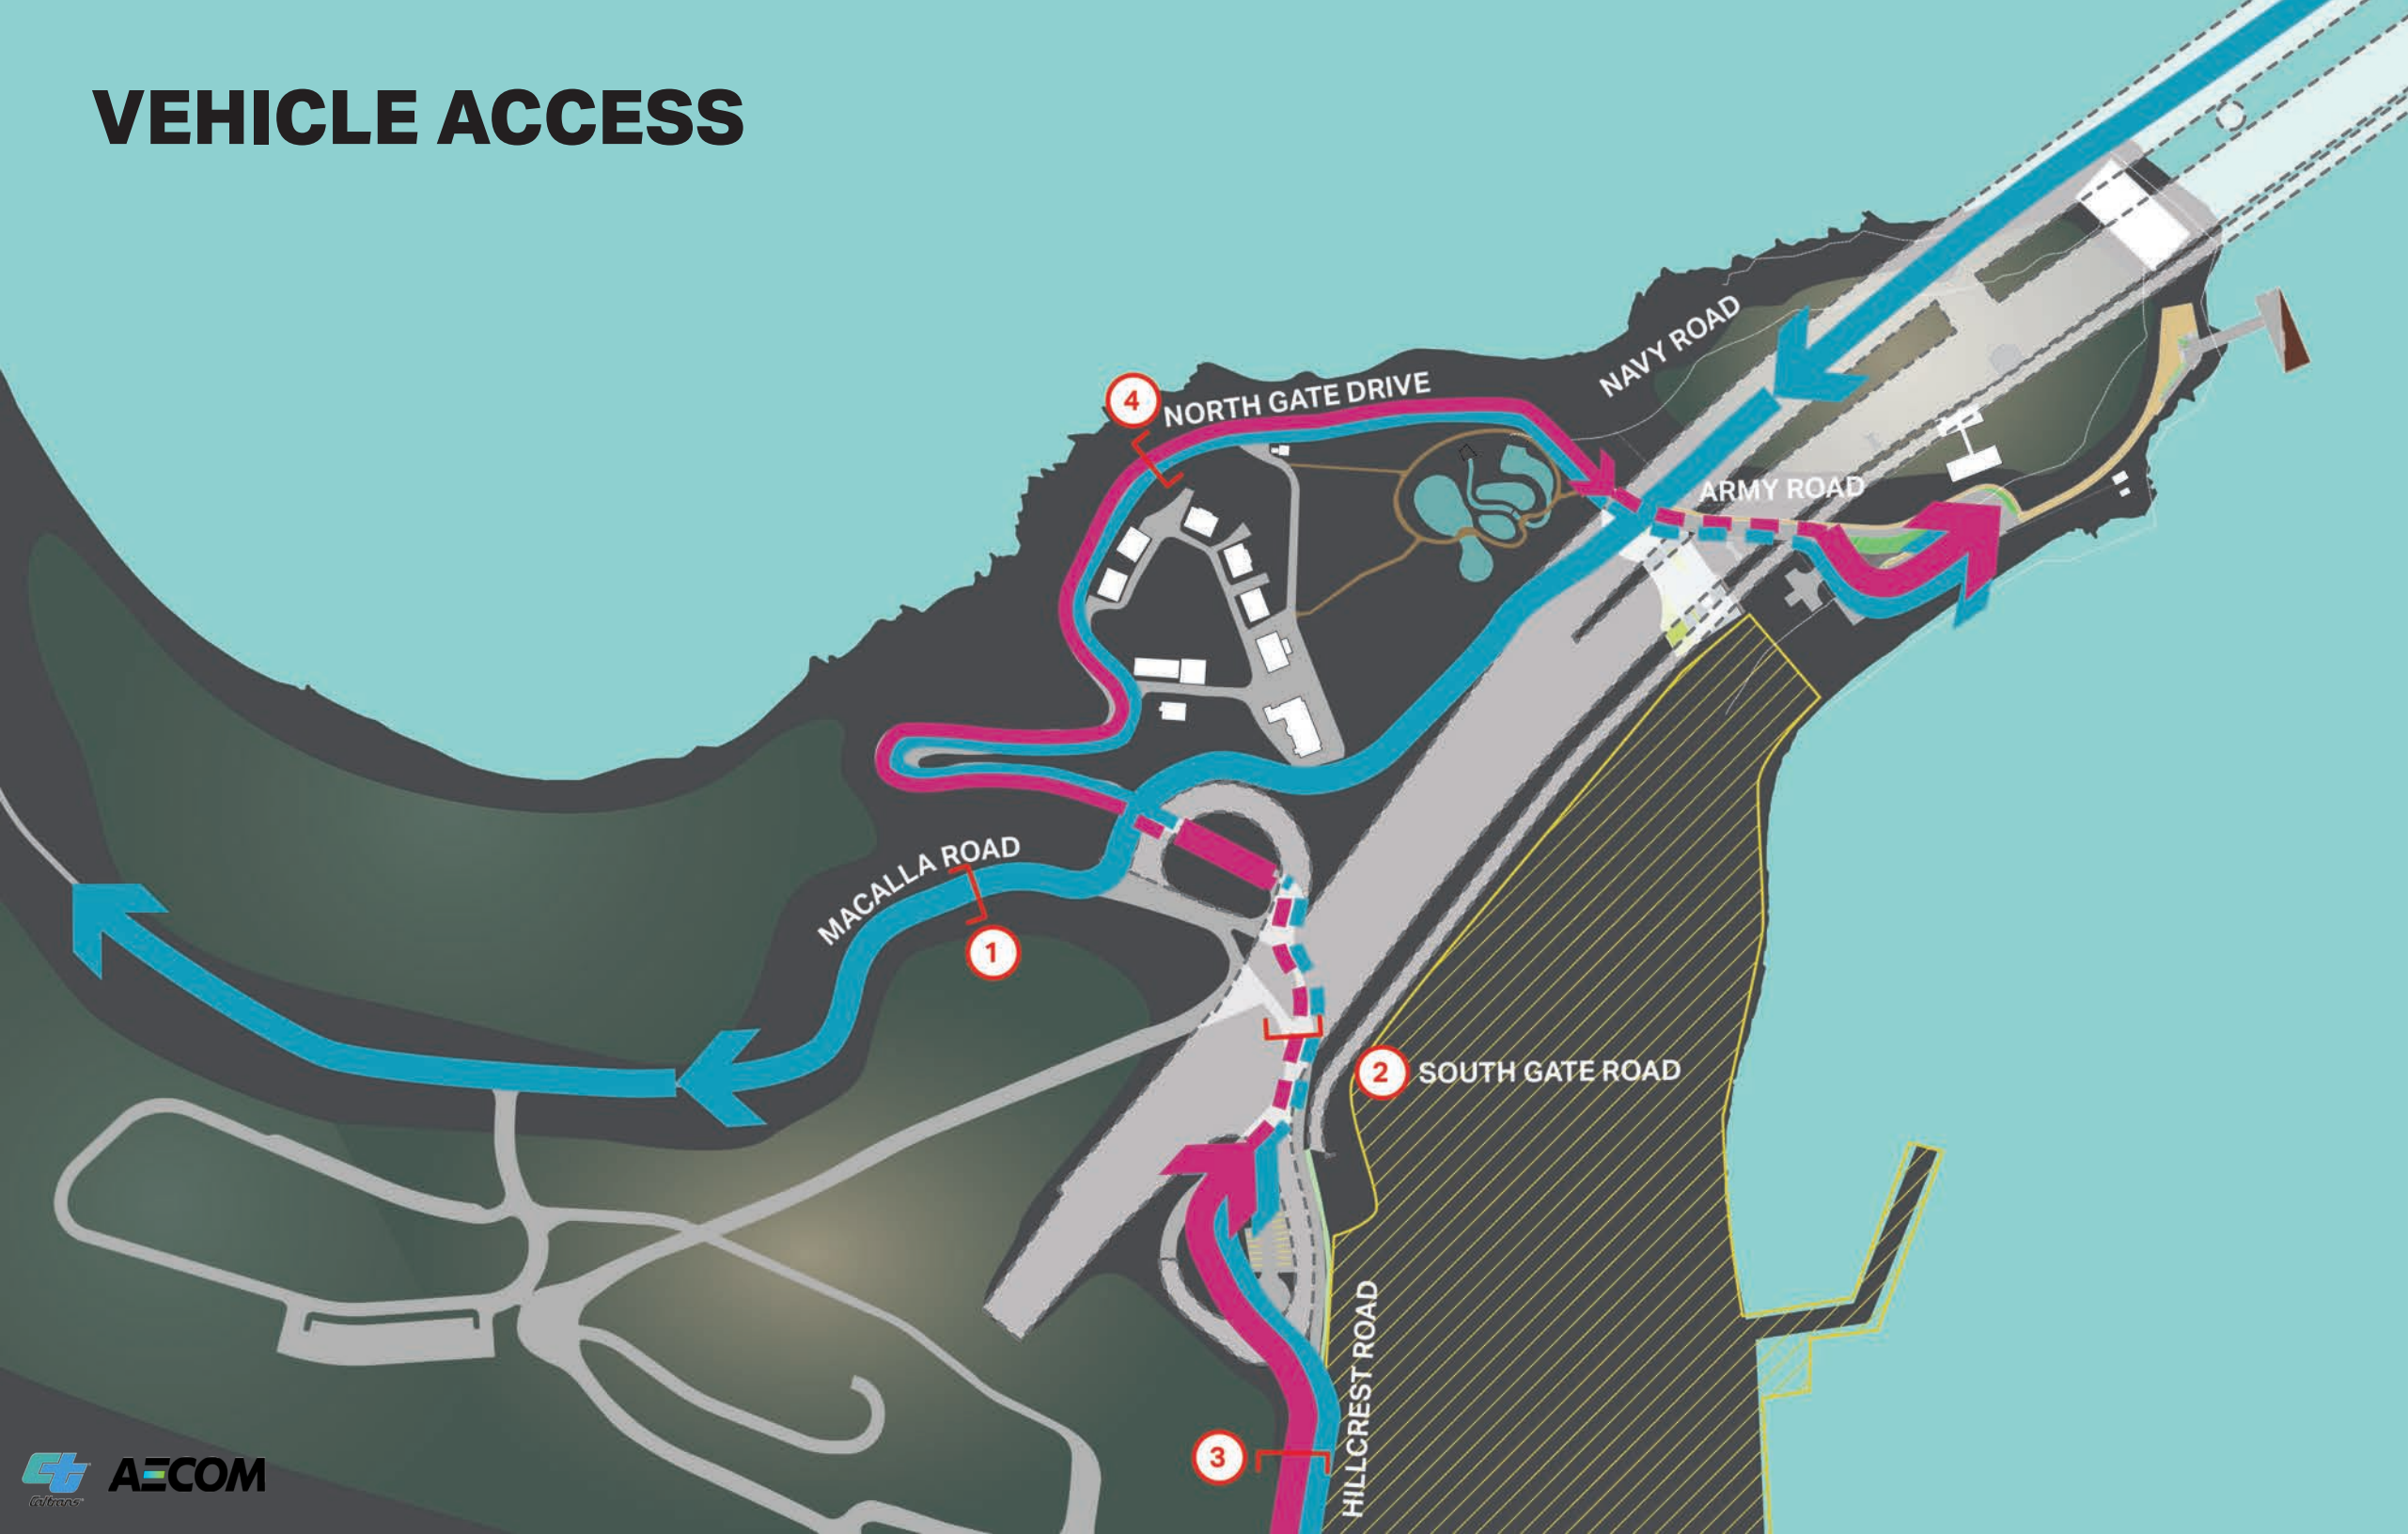 VEHICLE ACCESS
NAVY ROAD
4
NORTH GATE DRIVE
ARMY ROAD
MACALLA ROAD
1
2
SOUTH GATE ROAD
HILLCREST ROAD
3
Caltrans
AECOM